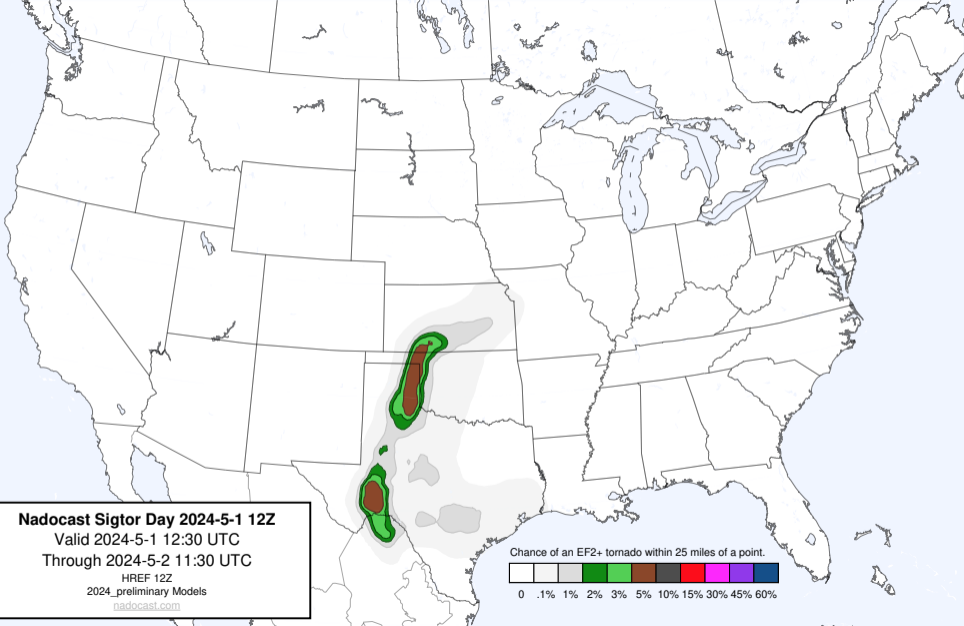 Nadocast Sigtor Day 2024-5-1 12Z
Valid 2024-5-1 12:30 UTC
Through 2024-5-2 11:30 UTC
HREF 12Z
2024_preliminary Models
nadocast.com
Chance of an EF2+ tornado within 25 miles of a point.
0 .1% 1% 2% 3% 5% 10% 15% 30% 45% 60%